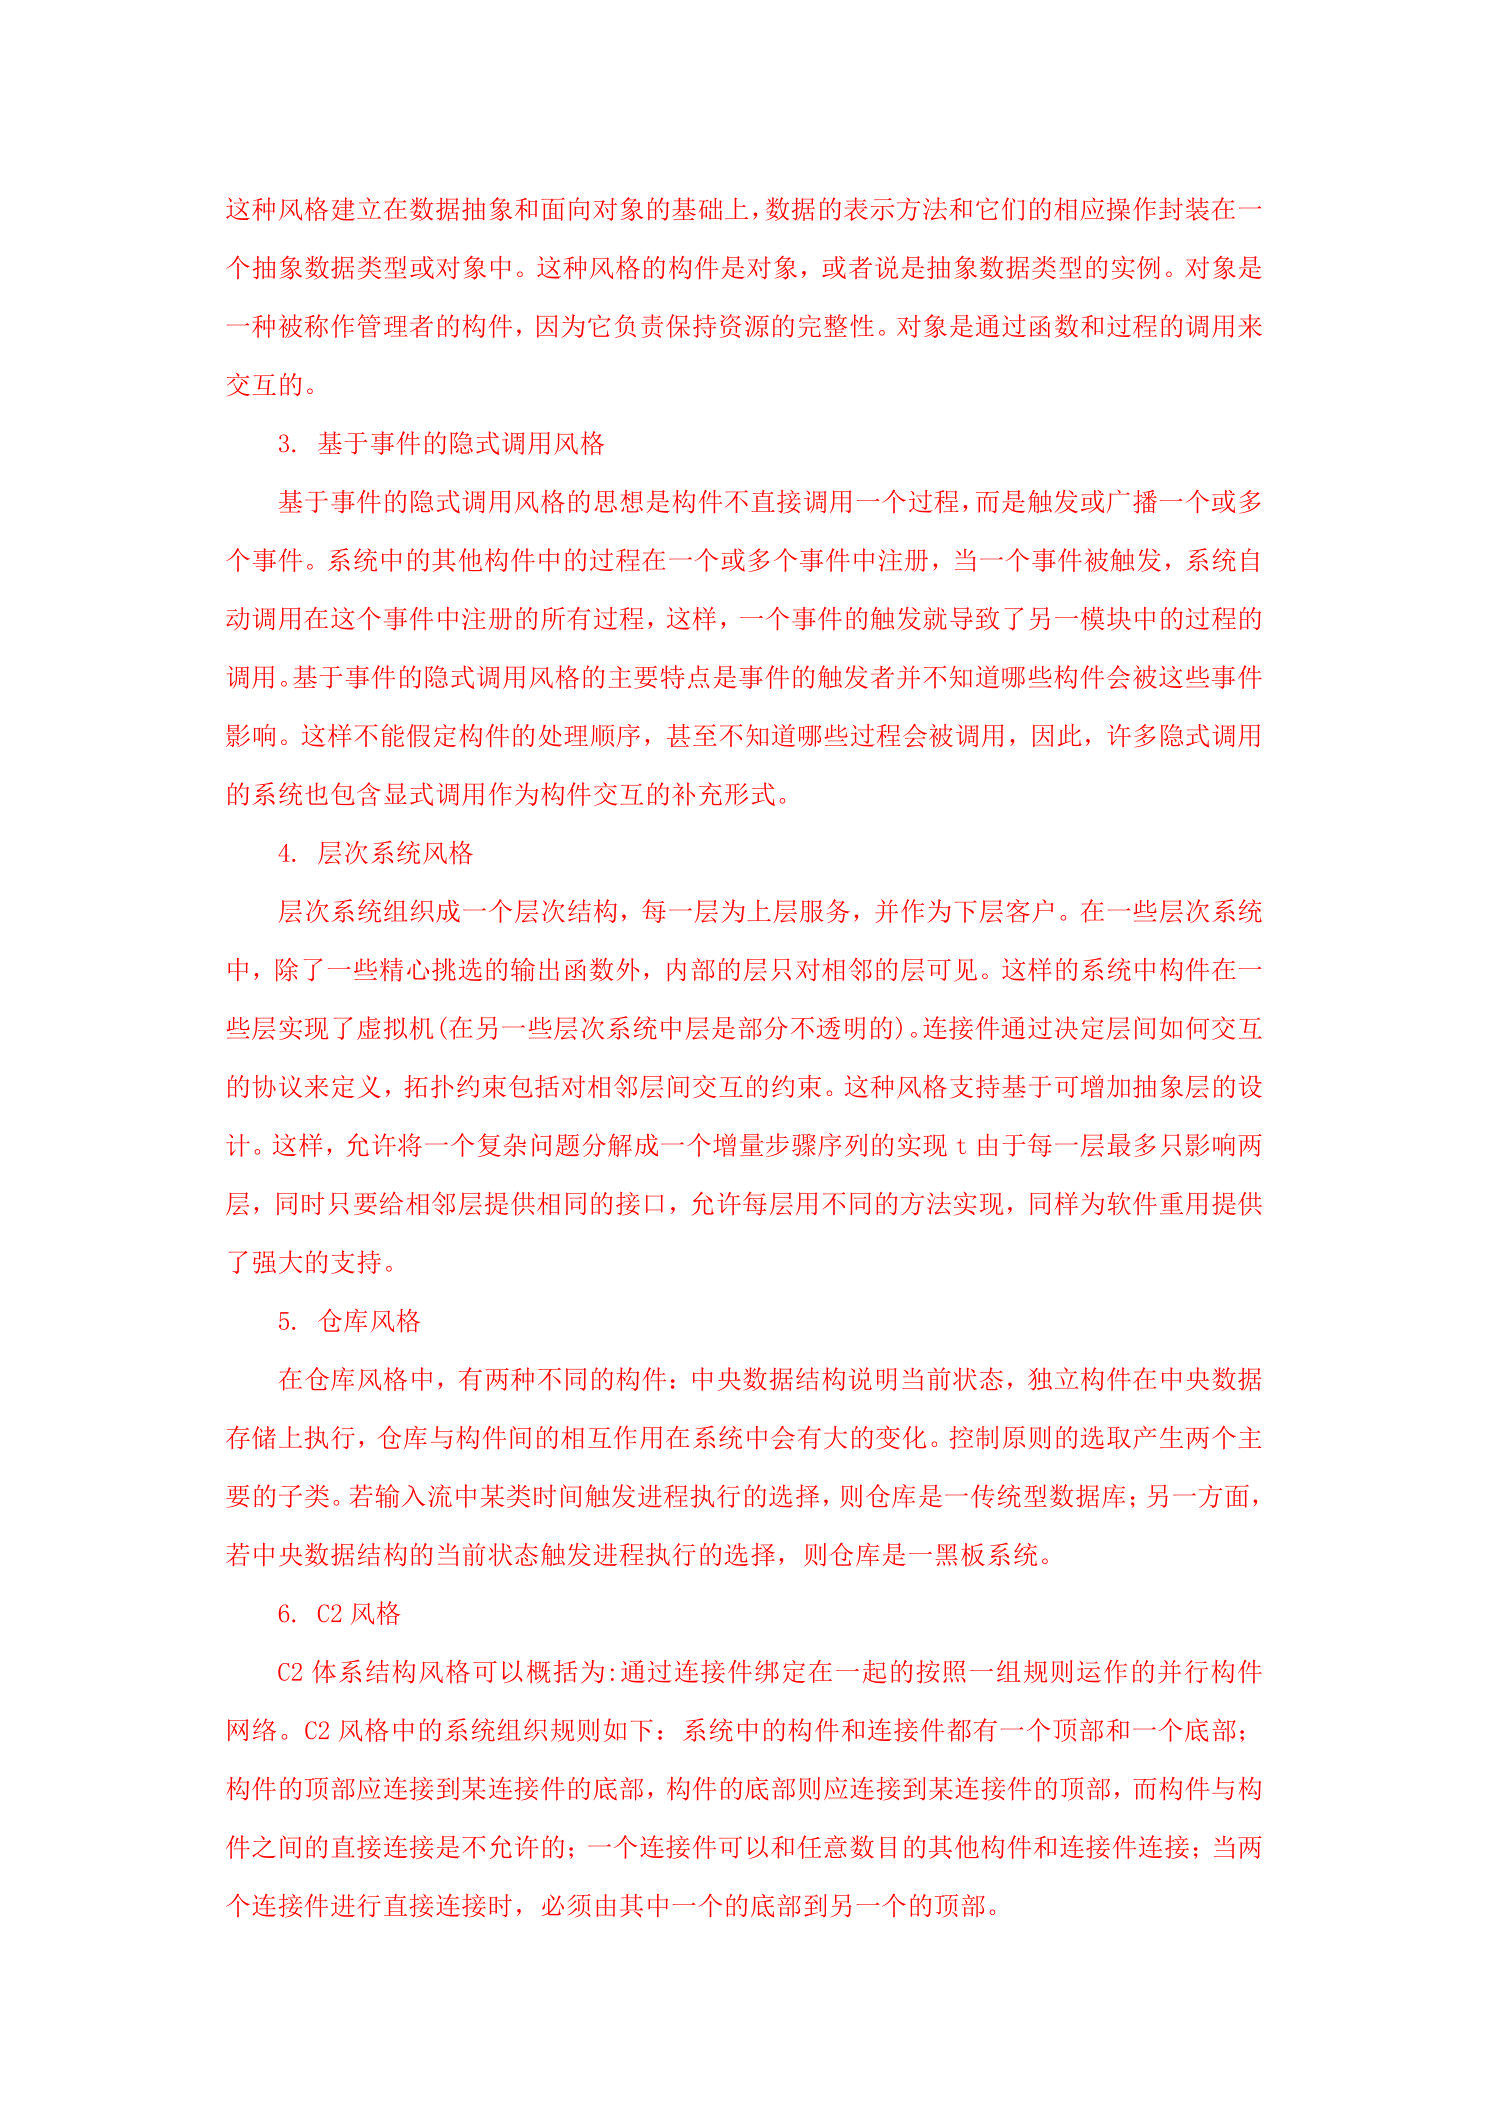 这种风格建立在数据抽象和面向对象的基础上,数据的表示方法和它们的相应操作封装在一
个抽象数据类型或对象中。这种风格的构件是对象，或者说是抽象数据类型的实例。对象是
一种被称作管理者的构件，因为它负责保持资源的完整性。对象是通过函数和过程的调用来
交互的。
3. 基于事件的隐式调用风格
基于事件的隐式调用风格的思想是构件不直接调用一个过程，而是触发或广播一个或多
个事件。系统中的其他构件中的过程在一个或多个事件中注册，当一个事件被触发，系统自
动调用在这个事件中注册的所有过程，这样，一个事件的触发就导致了另一模块中的过程的
调用。基于事件的隐式调用风格的主要特点是事件的触发者并不知道哪些构件会被这些事件
影响。这样不能假定构件的处理顺序，甚至不知道哪些过程会被调用，因此，许多隐式调用
的系统也包含显式调用作为构件交互的补充形式。
4. 层次系统风格
层次系统组织成一个层次结构，每一层为上层服务，并作为下层客户。在一些层次系统
中，除了一些精心挑选的输出函数外，内部的层只对相邻的层可见。这样的系统中构件在一
些层实现了虚拟机(在另一些层次系统中层是部分不透明的)。连接件通过决定层间如何交互
的协议来定义，拓扑约束包括对相邻层间交互的约束。这种风格支持基于可增加抽象层的设
计。这样，允许将一个复杂问题分解成一个增量步骤序列的实现 t 由于每一层最多只影响两
层，同时只要给相邻层提供相同的接口，允许每层用不同的方法实现，同样为软件重用提供
了强大的支持。
5. 仓库风格
在仓库风格中，有两种不同的构件：中央数据结构说明当前状态，独立构件在中央数据
存储上执行，仓库与构件间的相互作用在系统中会有大的变化。控制原则的选取产生两个主
要的子类。若输入流中某类时间触发进程执行的选择，则仓库是一传统型数据库；另一方面，
若中央数据结构的当前状态触发进程执行的选择，则仓库是一黑板系统。
6. C2 风格
C2 体系结构风格可以概括为:通过连接件绑定在一起的按照一组规则运作的并行构件
网络。C2 风格中的系统组织规则如下：系统中的构件和连接件都有一个顶部和一个底部；
构件的顶部应连接到某连接件的底部，构件的底部则应连接到某连接件的顶部，而构件与构
件之间的直接连接是不允许的；一个连接件可以和任意数目的其他构件和连接件连接；当两
个连接件进行直接连接时，必须由其中一个的底部到另一个的顶部。